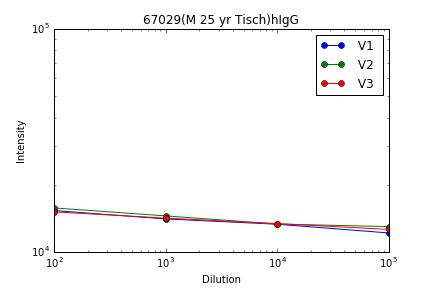 67029(M 25 yr Tisch)hIgG
10^5
V1
V2
V3
Intensity
10^4
10^2
10^3
10^4
10^5
Dilution